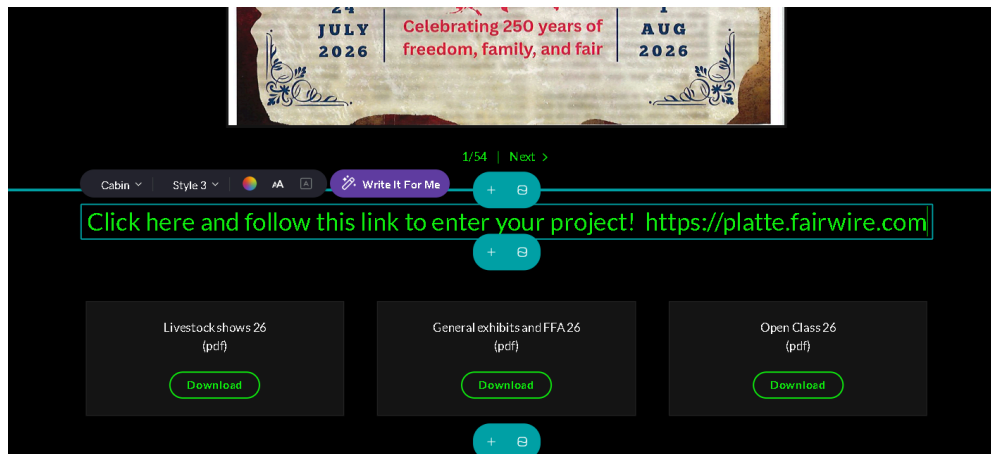 24
JULY
2026
Celebrating 250 years of
freedom, family, and fair
1
AUG
2026
1/54 | Next >
Cabin
Style 3
AA
A
Write It For Me
Click here and follow this link to enter your project!  https://platte.fairwire.com
Livestock shows 26
(pdf)
Download
General exhibits and FFA 26
(pdf)
Download
Open Class 26
(pdf)
Download